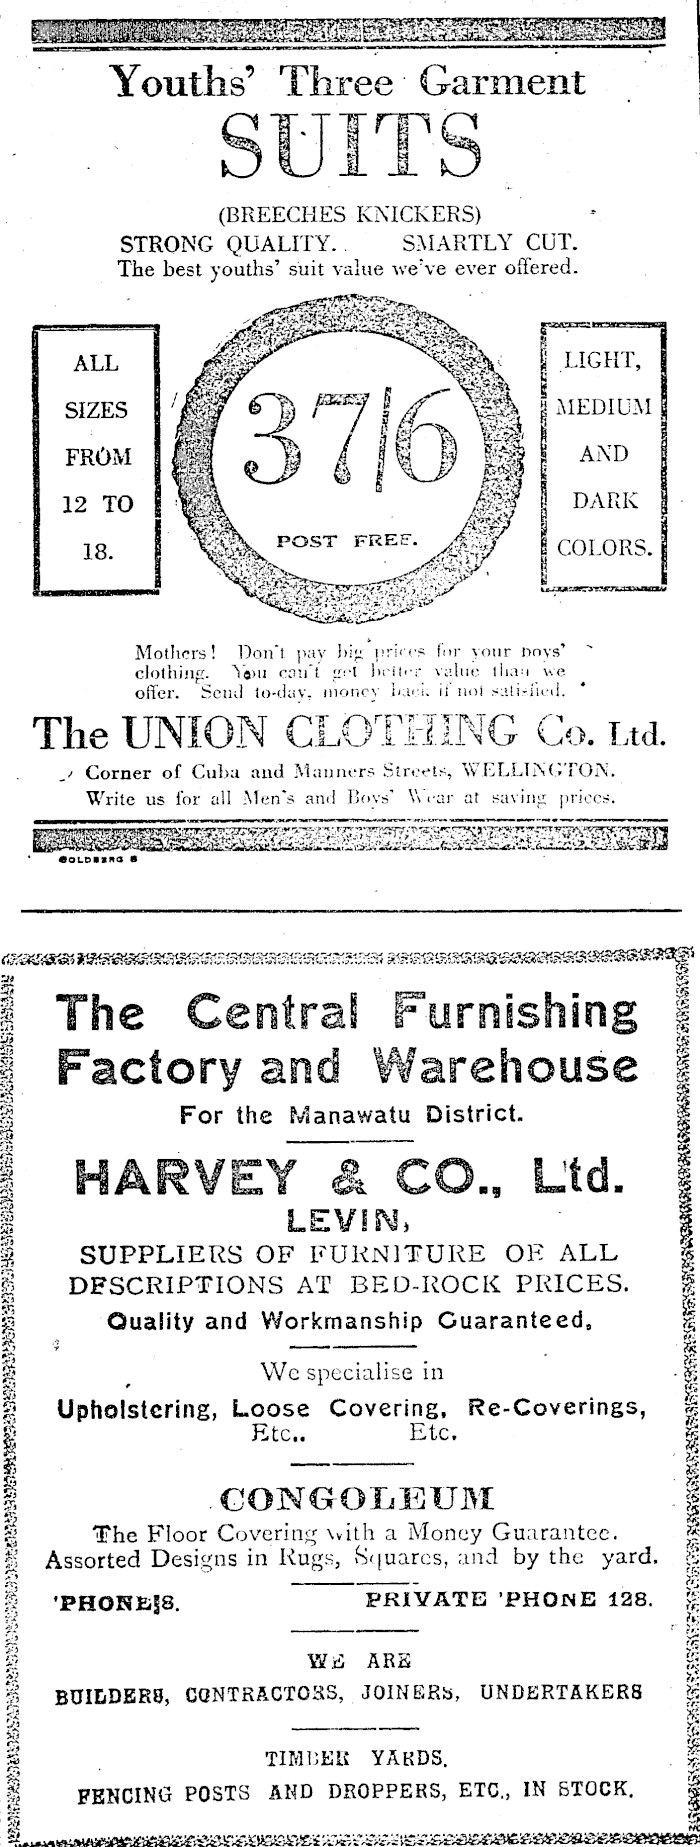 Youths' Three Garment
SUITS
(BREECHES KNICKERS)
STRONG QUALITY. SMARTLY CUT.
The best youths' suit value we've ever offered.
ALL
SIZES
FROM
12 TO
18.
37/6
POST FREE.
LIGHT,
MEDIUM
AND
DARK
COLORS.
Mothers! Don't pay big prices for your boys'
clothing. You can't get better value than we
offer. Send to-day, money back if not satisfied.
The UNION CLOTHING Co. Ltd.
Corner of Cuba and Manners Streets, WELLINGTON.
Write us for all Men's and Boys' Wear at saving prices.
GOLDBERG 6
The Central Furnishing
Factory and Warehouse
For the Manawatu District.
HARVEY & CO., Ltd.
LEVIN,
SUPPLIERS OF FURNITURE OF ALL
DESCRIPTIONS AT BED-ROCK PRICES.
Quality and Workmanship Guaranteed,
We specialise in
Upholstering, Loose Covering, Re-Coverings,
Etc.. Etc.
CONGOLEUM
The Floor Covering with a Money Guarantee.
Assorted Designs in Rugs, Squares, and by the yard.
'PHONE 8. PRIVATE 'PHONE 128.
WE ARE
BUILDERS, CONTRACTORS, JOINERS, UNDERTAKERS
TIMBER YARDS.
FENCING POSTS AND DROPPERS, ETC., IN STOCK.